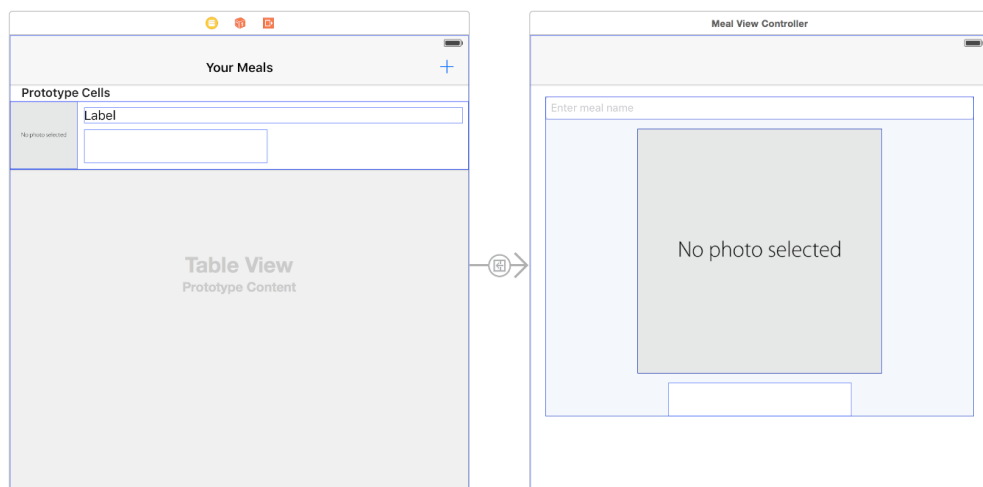 Your Meals
Prototype Cells
No photo selected
Label
Table View
Prototype Content
Meal View Controller
Enter meal name
No photo selected